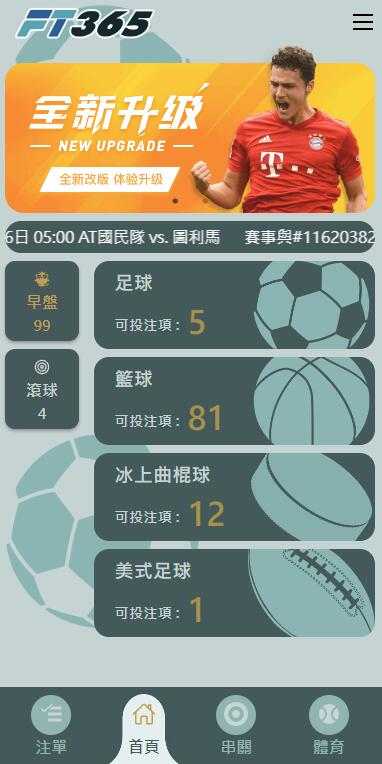 FT365
全新升级
NEW UPGRADE
全新改版 体验升级
6日 05:00 AT國民隊 vs. 圖利馬 賽事與#11620382
早盤
99
滾球
4
足球
可投注項： 5
籃球
可投注項： 81
冰上曲棍球
可投注項： 12
美式足球
可投注項： 1
注單
首頁
串關
體育